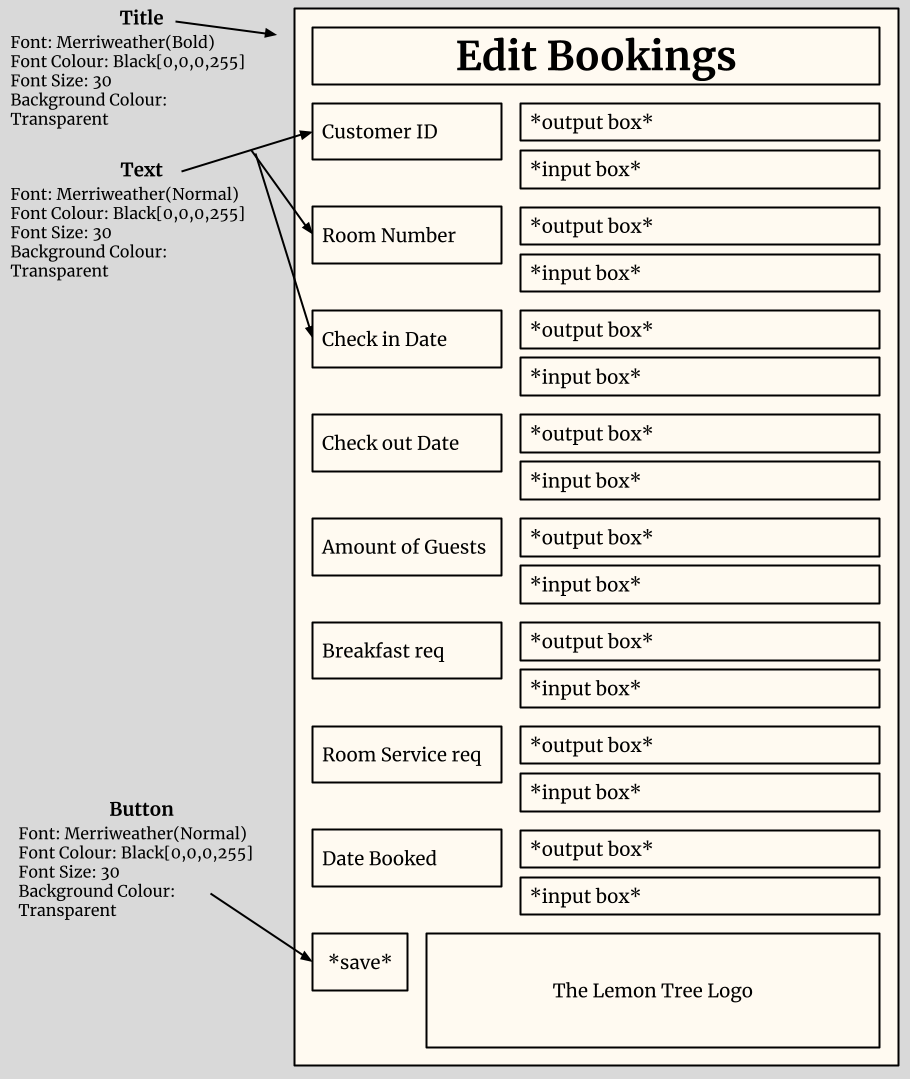 Title
Font: Merriweather(Bold)
Font Colour: Black[0,0,0,255]
Font Size: 30
Background Colour:
Transparent
Text
Font: Merriweather(Normal)
Font Colour: Black[0,0,0,255]
Font Size: 30
Background Colour:
Transparent
Button
Font: Merriweather(Normal)
Font Colour: Black[0,0,0,255]
Font Size: 30
Background Colour:
Transparent
Edit Bookings
Customer ID
*output box*
*input box*
Room Number
*output box*
*input box*
Check in Date
*output box*
*input box*
Check out Date
*output box*
*input box*
Amount of Guests
*output box*
*input box*
Breakfast req
*output box*
*input box*
Room Service req
*output box*
*input box*
Date Booked
*output box*
*input box*
*save*
The Lemon Tree Logo